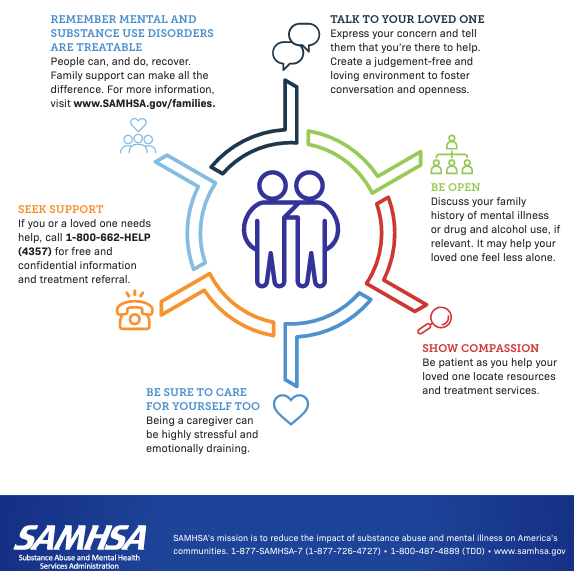 REMEMBER MENTAL AND
SUBSTANCE USE DISORDERS
ARE TREATABLE
People can, and do, recover.
Family support can make all the
difference. For more information,
visit www.SAMHSA.gov/families.
TALK TO YOUR LOVED ONE
Express your concern and tell
them that you're there to help.
Create a judgement-free and
loving environment to foster
conversation and openness.
BE OPEN
Discuss your family
history of mental illness
or drug and alcohol use, if
relevant. It may help your
loved one feel less alone.
SEEK SUPPORT
If you or a loved one needs
help, call 1-800-662-HELP
(4357) for free and
confidential information
and treatment referral.
SHOW COMPASSION
Be patient as you help your
loved one locate resources
and treatment services.
BE SURE TO CARE
FOR YOURSELF TOO
Being a caregiver can
be highly stressful and
emotionally draining.
SAMHSA
Substance Abuse and Mental Health
Services Administration
SAMHSA's mission is to reduce the impact of substance abuse and mental illness on America's
communities. 1-877-SAMHSA-7 (1-877-726-4727) • 1-800-487-4889 (TDD) • www.samhsa.gov